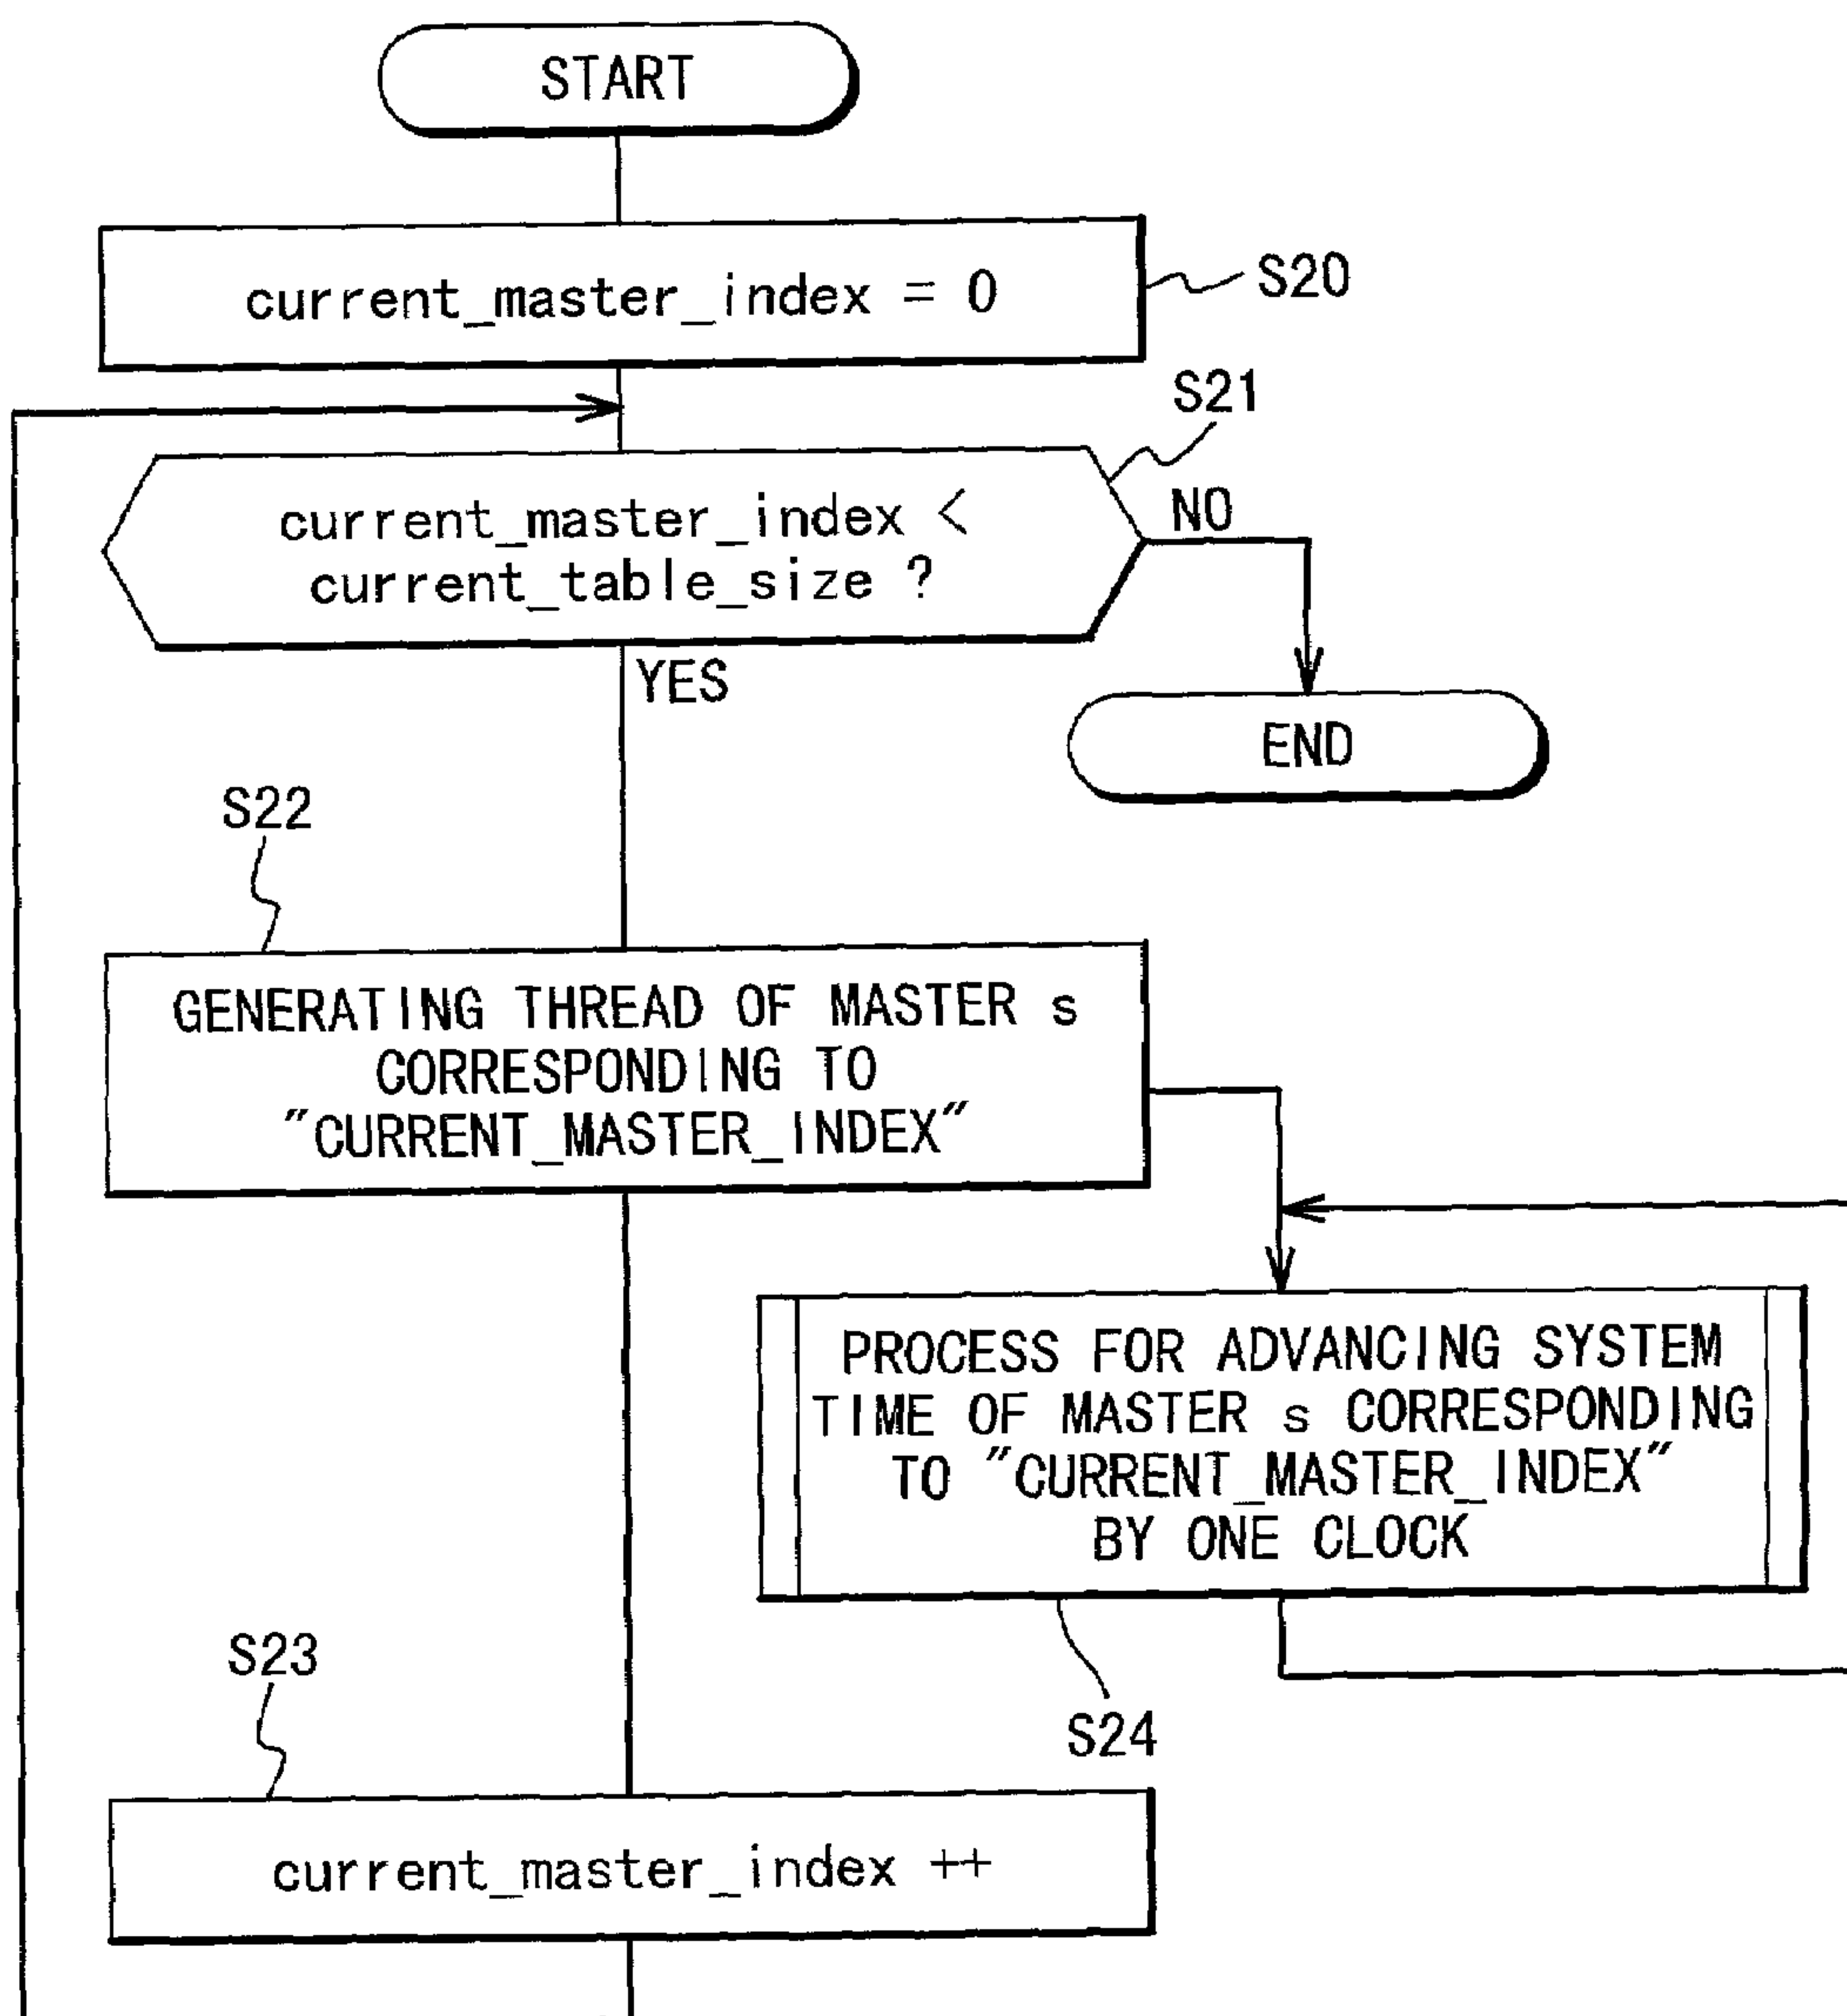 START
current_master_index = 0
S20
S21
current_master_index <
current_table_size ?
NO
YES
END
S22
GENERATING THREAD OF MASTER s
CORRESPONDING TO
"CURRENT_MASTER_INDEX"
PROCESS FOR ADVANCING SYSTEM
TIME OF MASTER s CORRESPONDING
TO "CURRENT_MASTER_INDEX"
BY ONE CLOCK
S23
S24
current_master_index ++